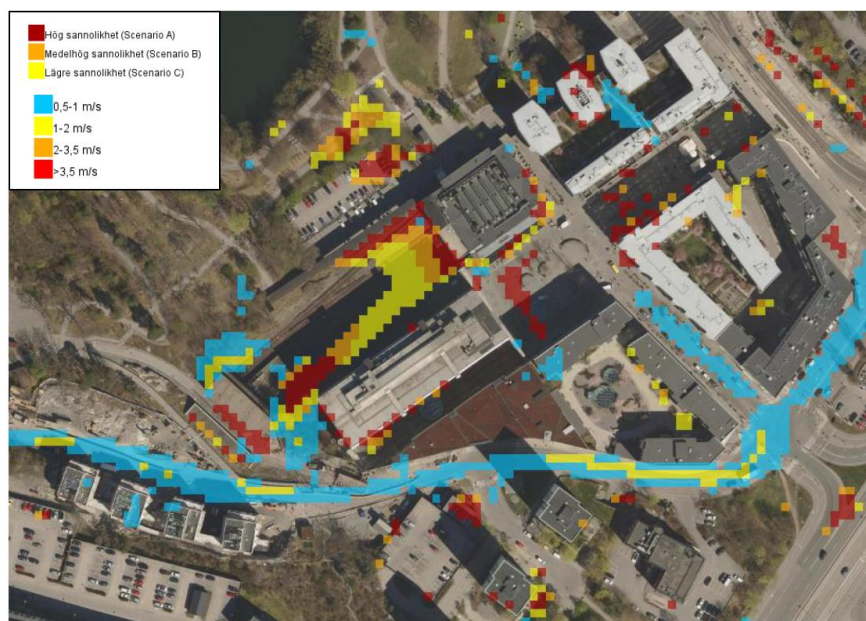 Hög sannolikhet (Scenario A)
Medelhög sannolikhet (Scenario B)
Lägre sannolikhet (Scenario C)
0,5-1 m/s
1-2 m/s
2-3,5 m/s
>3,5 m/s